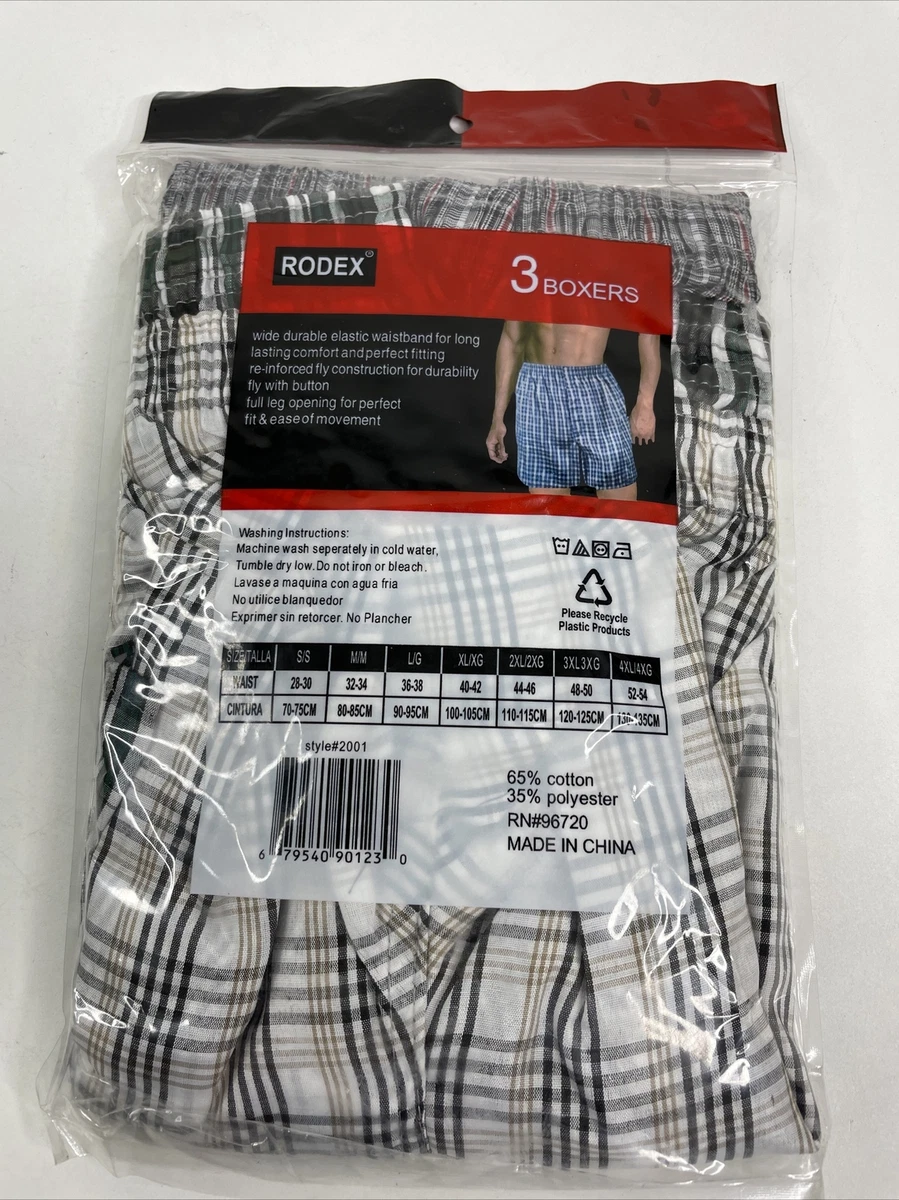 RODEX®
3 BOXERS
wide durable elastic waistband for long
lasting comfort and perfect fitting
re-inforced fly construction for durability
fly with button
full leg opening for perfect
fit & ease of movement
Washing Instructions:
Machine wash seperately in cold water,
Tumble dry low. Do not iron or bleach.
Lavase a maquina con agua fria
No utilice blanquedor
Exprimer sin retorcer. No Plancher
Please Recycle
Plastic Products
SIZE/TALLA S/S M/M L/G XL/XG 2XL/2XG 3XL3XG 4XL/4XG
WAIST 28-30 32-34 36-38 40-42 44-46 48-50 52-54
CINTURA 70-75CM 80-85CM 90-95CM 100-105CM 110-115CM 120-125CM 130-135CM
style#2001
6 79540 90123 0
65% cotton
35% polyester
RN#96720
MADE IN CHINA